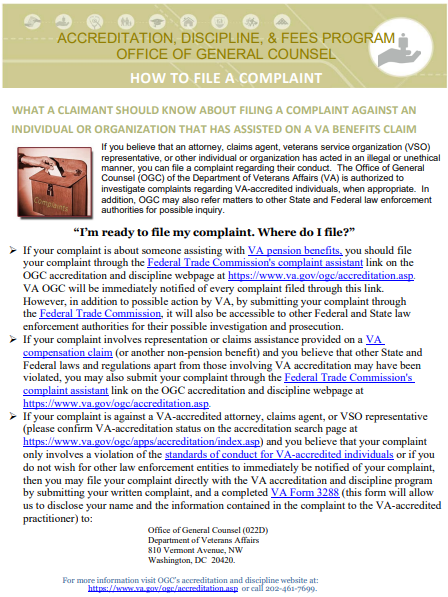 ACCREDITATION, DISCIPLINE, & FEES PROGRAM
OFFICE OF GENERAL COUNSEL
HOW TO FILE A COMPLAINT
WHAT A CLAIMANT SHOULD KNOW ABOUT FILING A COMPLAINT AGAINST AN
INDIVIDUAL OR ORGANIZATION THAT HAS ASSISTED ON A VA BENEFITS CLAIM
Complaints
If you believe that an attorney, claims agent, veterans service organization (VSO)
representative, or other individual or organization has acted in an illegal or unethical
manner, you can file a complaint regarding their conduct. The Office of General
Counsel (OGC) of the Department of Veterans Affairs (VA) is authorized to
investigate complaints regarding VA-accredited individuals, when appropriate. In
addition, OGC may also refer matters to other State and Federal law enforcement
authorities for possible inquiry.
“I’m ready to file my complaint. Where do I file?”
➢ If your complaint is about someone assisting with VA pension benefits, you should file
your complaint through the Federal Trade Commission's complaint assistant link on the
OGC accreditation and discipline webpage at https://www.va.gov/ogc/accreditation.asp.
VA OGC will be immediately notified of every complaint filed through this link.
However, in addition to possible action by VA, by submitting your complaint through
the Federal Trade Commission, it will also be accessible to other Federal and State law
enforcement authorities for their possible investigation and prosecution.
➢ If your complaint involves representation or claims assistance provided on a VA
compensation claim (or another non-pension benefit) and you believe that other State and
Federal laws and regulations apart from those involving VA accreditation may have been
violated, you may also submit your complaint through the Federal Trade Commission's
complaint assistant link on the OGC accreditation and discipline webpage at
https://www.va.gov/ogc/accreditation.asp.
➢ If your complaint is against a VA-accredited attorney, claims agent, or VSO representative
(please confirm VA-accreditation status on the accreditation search page at
https://www.va.gov/ogc/apps/accreditation/index.asp) and you believe that your complaint
only involves a violation of the standards of conduct for VA-accredited individuals or if you
do not wish for other law enforcement entities to immediately be notified of your complaint,
then you may file your complaint directly with the VA accreditation and discipline program
by submitting your written complaint, and a completed VA Form 3288 (this form will allow
us to disclose your name and the information contained in the complaint to the VA-accredited
practitioner) to:
Office of General Counsel (022D)
Department of Veterans Affairs
810 Vermont Avenue, NW
Washington, DC 20420.
For more information visit OGC's accreditation and discipline website at:
https://www.va.gov/ogc/accreditation.asp or call 202-461-7699.